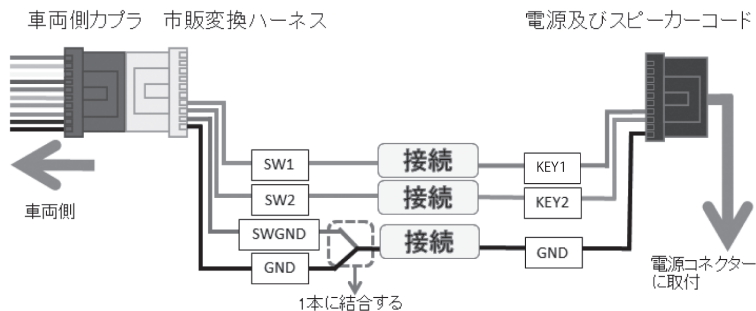 車両側カプラ 市販変換ハーネス 電源及びスピーカーコード
SW1 接続 KEY1
SW2 接続 KEY2
SWGND
GND 接続 GND
車両側
1本に結合する
電源コネクター
に取付